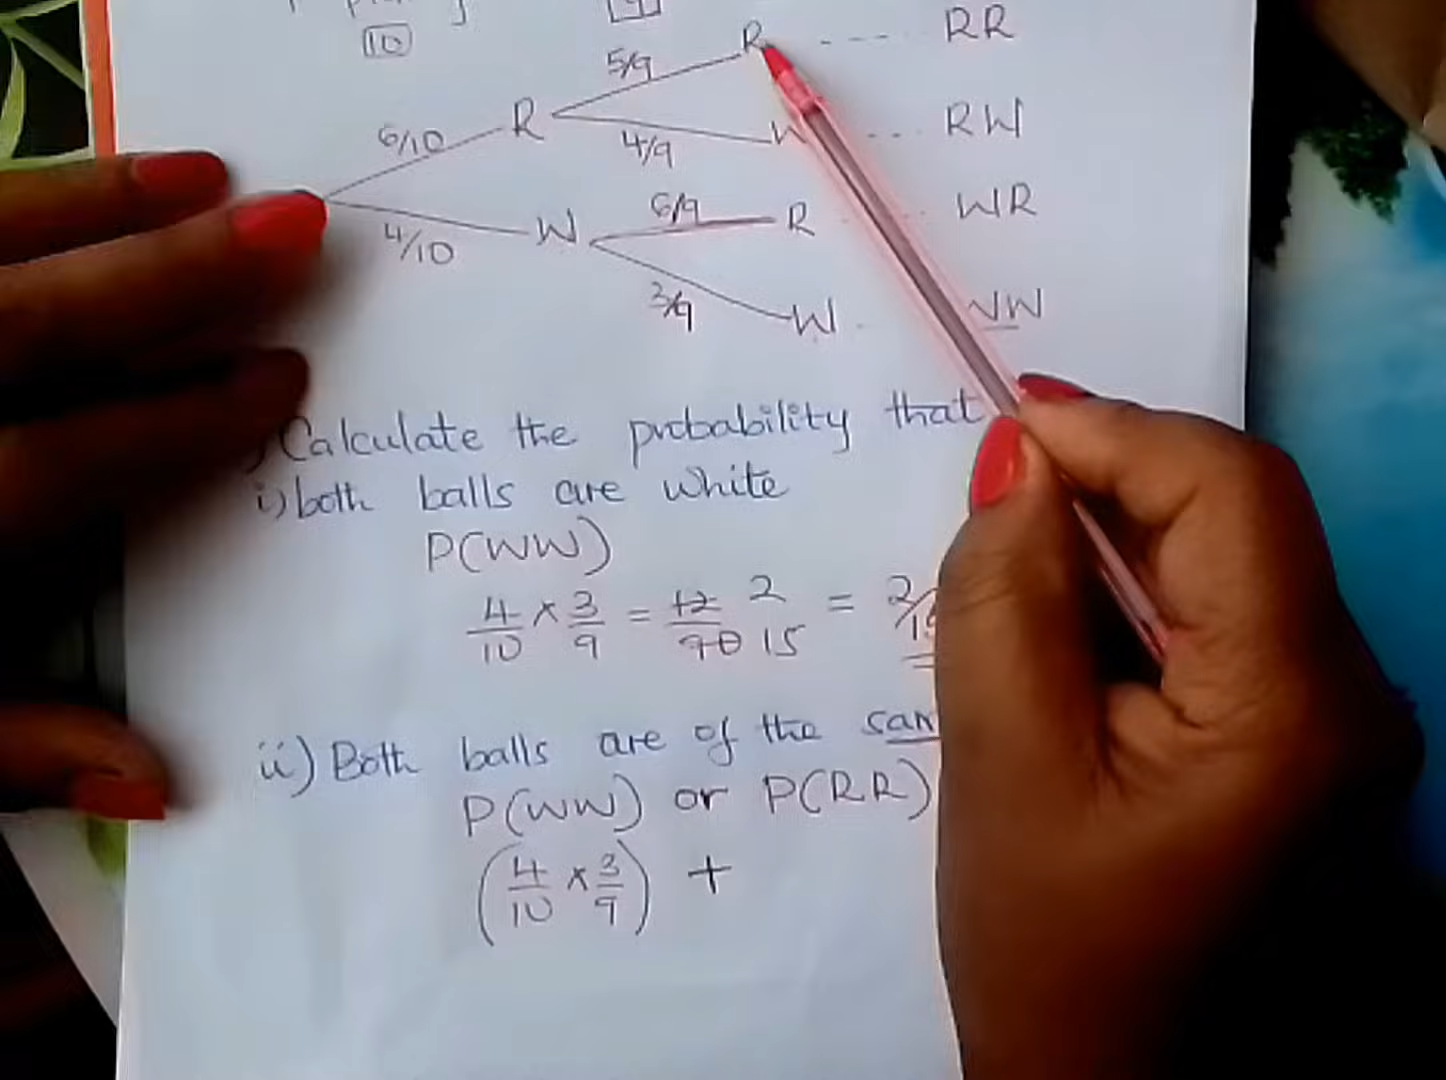 10
5/9 R RR
6/10 R
4/9 W RW
6/9 R WR
4/10 W
3/9 W WW
Calculate the probability that
i) both balls are white
P(WW)
4/10 × 3/9 = 12/90 2/15 = 2/15
ii) Both balls are of the
P(WW) or P(RR)
(4/10 × 3/9) +